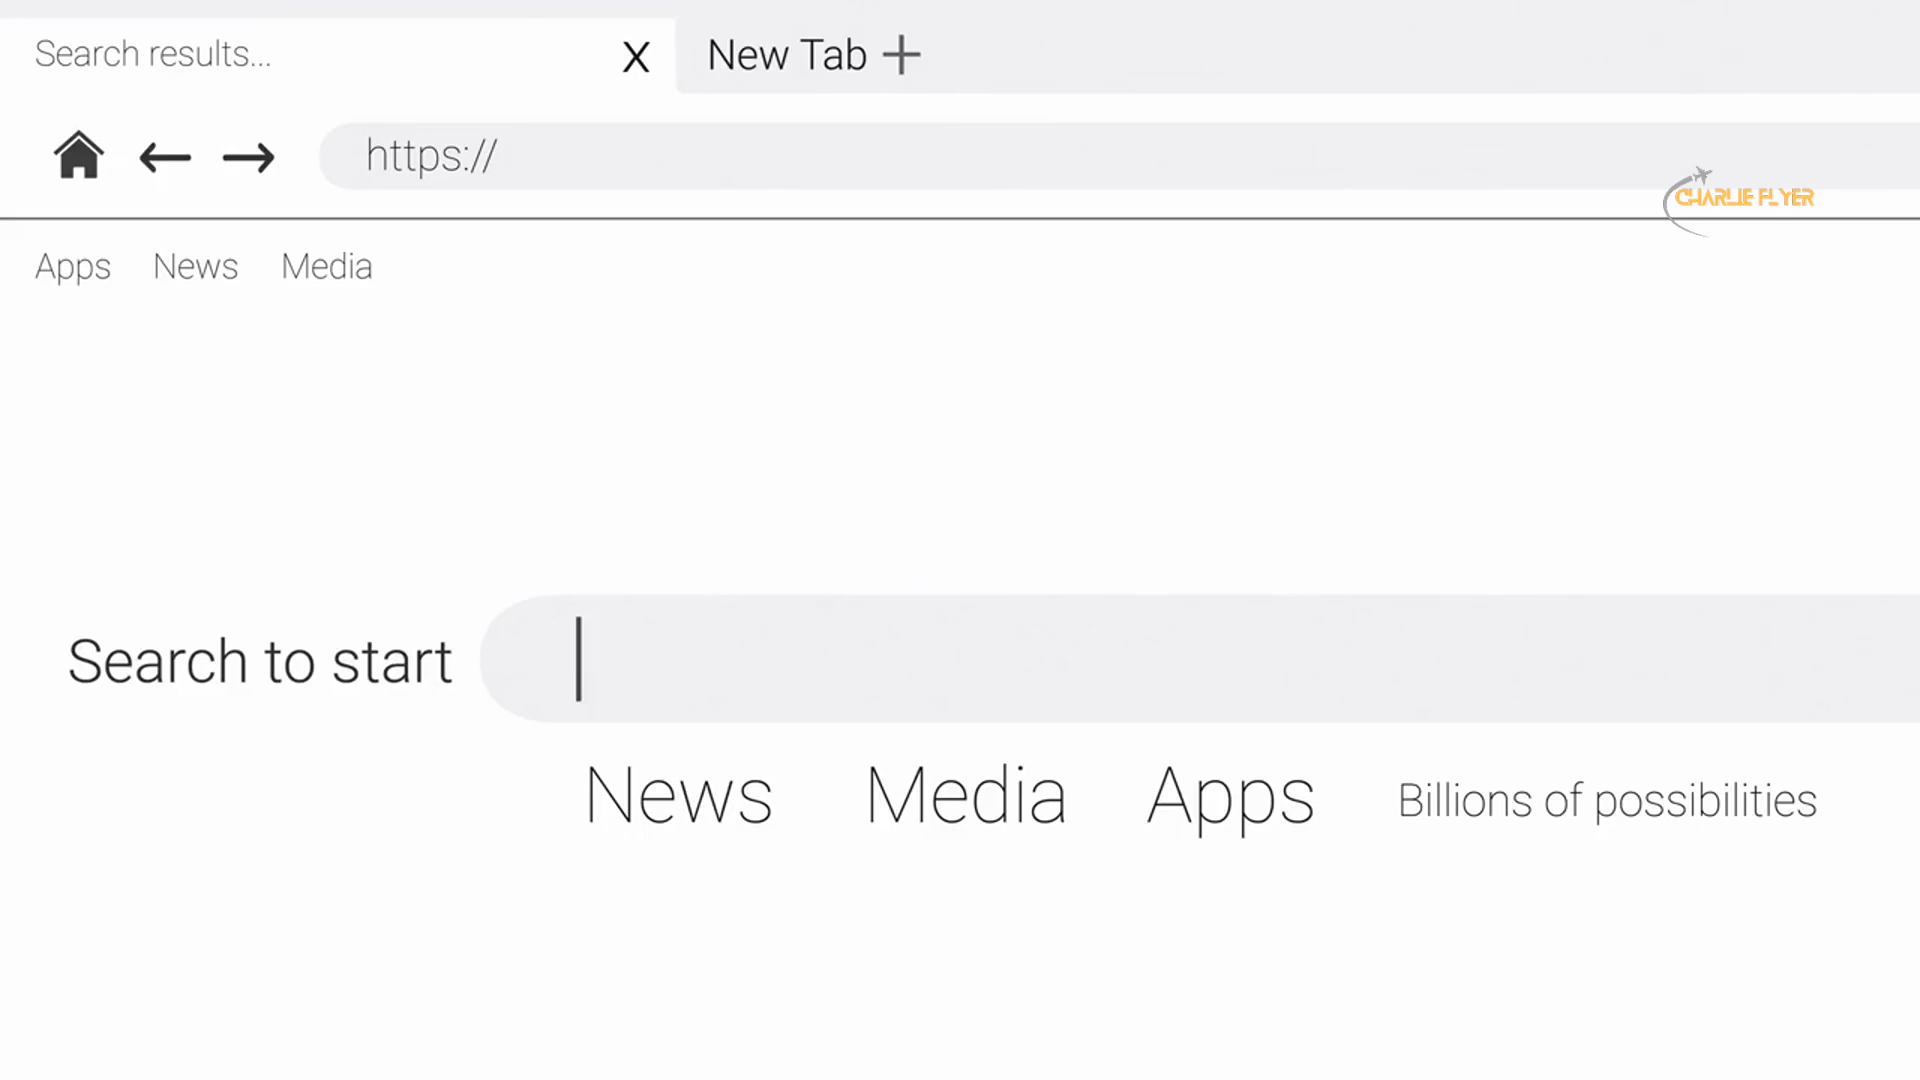 Search results... X New Tab +
https://
CHARLIE FLYER
Apps News Media
Search to start
News Media Apps Billions of possibilities